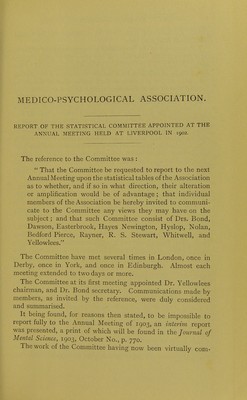 MEDICO-PSYCHOLOGICAL ASSOCIATION.
REPORT OF THE STATISTICAL COMMITTEE APPOINTED AT THE
ANNUAL MEETING HELD AT LIVERPOOL IN 1902.
The reference to the Committee was:
"That the Committee be requested to report to the next
Annual Meeting upon the statistical tables of the Association
as to whether, and if so in what direction, their alteration
or amplification would be of advantage; that individual
members of the Association be hereby invited to communi-
cate to the Committee any views they may have on the
subject; and that such Committee consist of Drs. Bond,
Dawson, Easterbrook, Hayes Newington, Hyslop, Nolan,
Bedford Pierce, Rayner, R. S. Stewart, Whitwell, and
Yellowlees."
The Committee have met several times in London, once in
Derby, once in York, and once in Edinburgh. Almost each
meeting extended to two days or more.
The Committee at its first meeting appointed Dr. Yellowlees
chairman, and Dr. Bond secretary. Communications made by
members, as invited by the reference, were duly considered
and summarised.
It being found, for reasons then stated, to be impossible to
report fully to the Annual Meeting of 1903, an interim report
was presented, a print of which will be found in the Journal of
Mental Science, 1903, October No., p. 770.
The work of the Committee having now been virtually com-